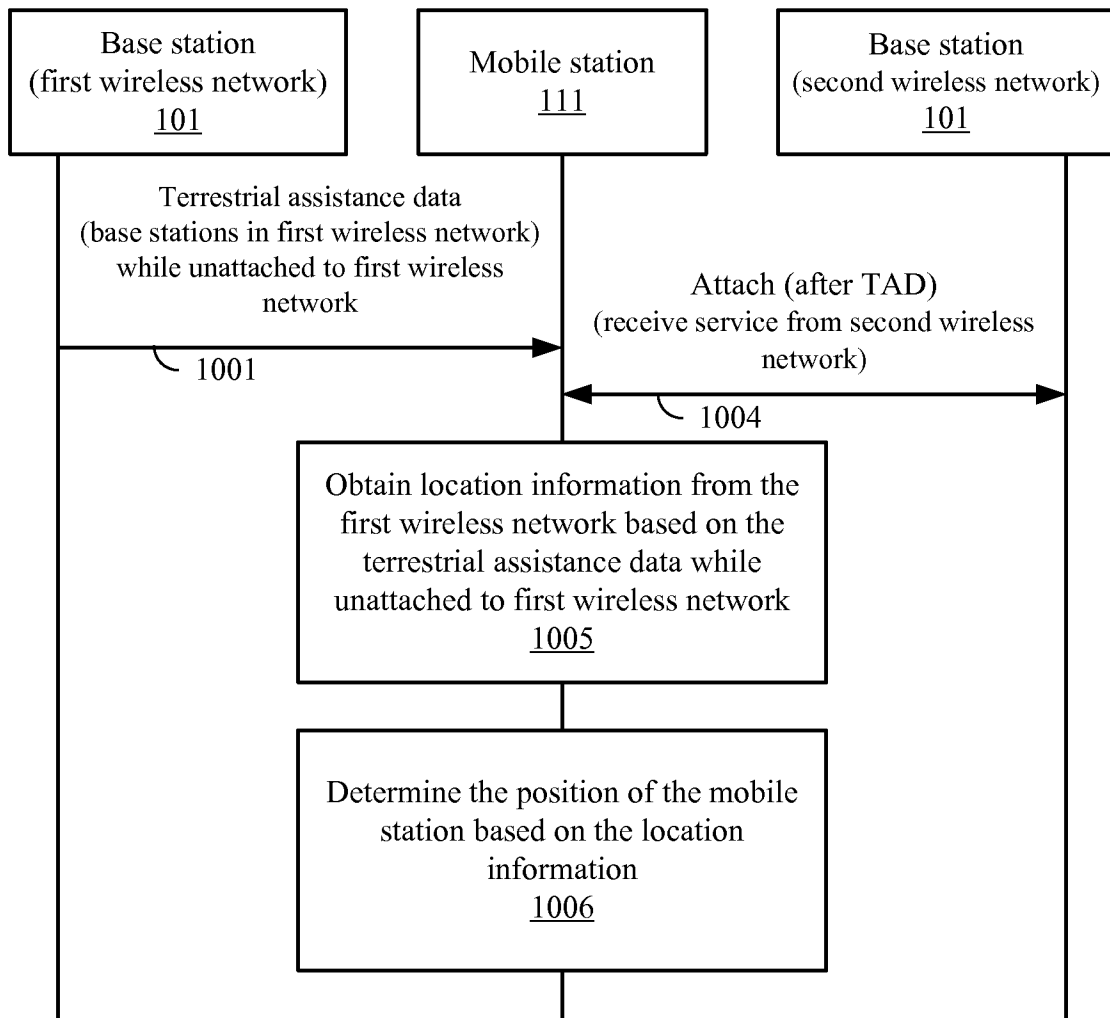 Base station
(first wireless network)
101
Mobile station
111
Base station
(second wireless network)
101
Terrestrial assistance data
(base stations in first wireless network)
while unattached to first wireless
network
1001
Attach (after TAD)
(receive service from second wireless
network)
1004
Obtain location information from the
first wireless network based on the
terrestrial assistance data while
unattached to first wireless network
1005
Determine the position of the mobile
station based on the location
information
1006